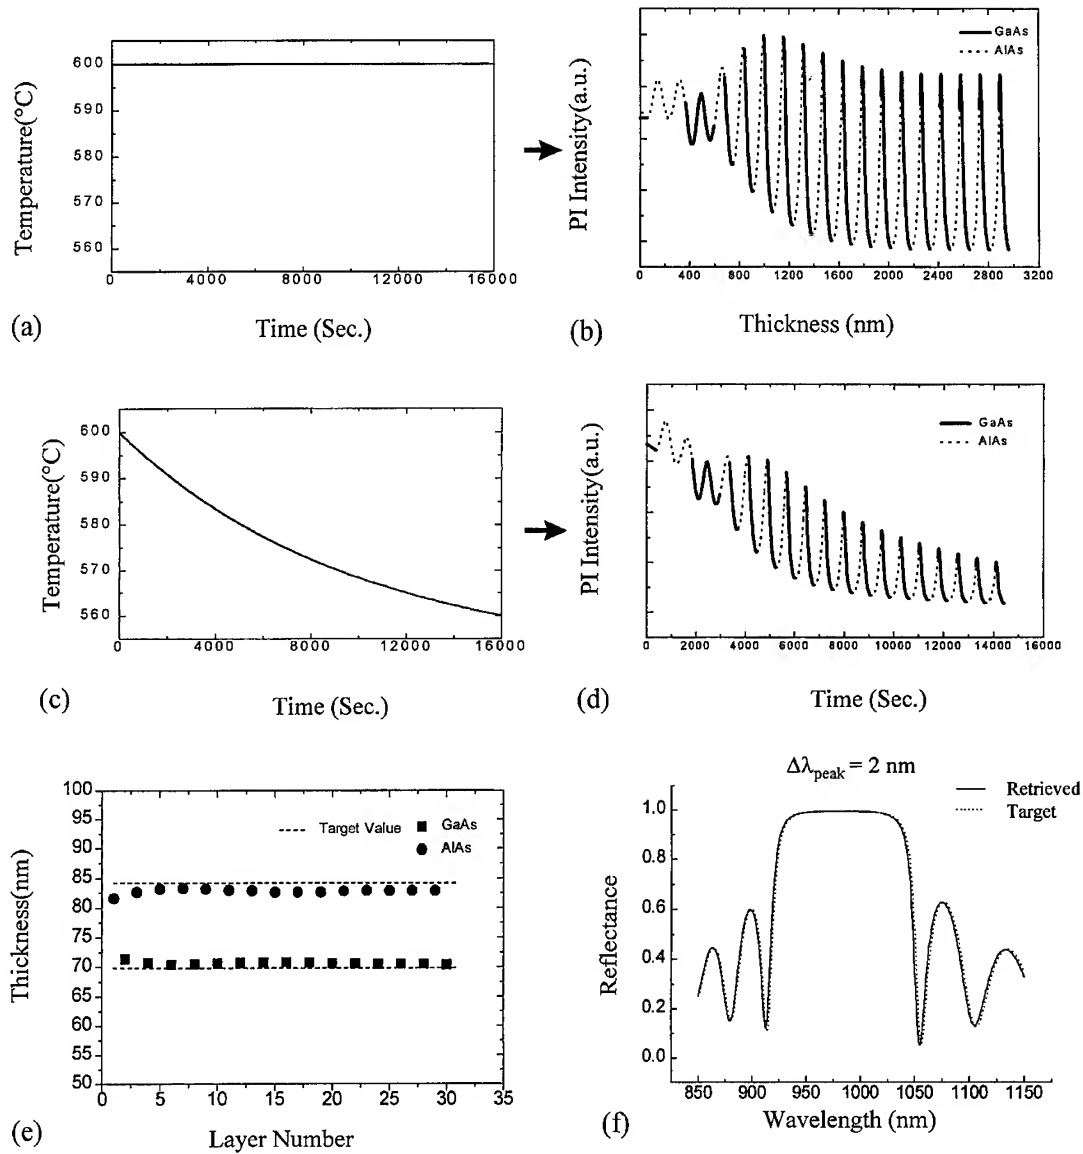 Temperature(°C)
600
590
580
570
560
0
4000
8000
12000
16000
Time (Sec.)
(a)
PI Intensity(a.u.)
GaAs
AlAs
0
400
800
1200
1600
2000
2400
2800
3200
Thickness (nm)
(b)
Temperature(°C)
600
590
580
570
560
0
4000
8000
12000
16000
Time (Sec.)
(c)
PI Intensity(a.u.)
GaAs
AlAs
0
2000
4000
6000
8000
10000
12000
14000
16000
Time (Sec.)
(d)
Thickness(nm)
100
95
90
85
80
75
70
65
60
55
50
Target Value
GaAs
AlAs
0
5
10
15
20
25
30
35
Layer Number
(e)
Δλpeak = 2 nm
Retrieved
Target
Reflectance
1.0
0.8
0.6
0.4
0.2
0.0
850
900
950
1000
1050
1100
1150
Wavelength (nm)
(f)